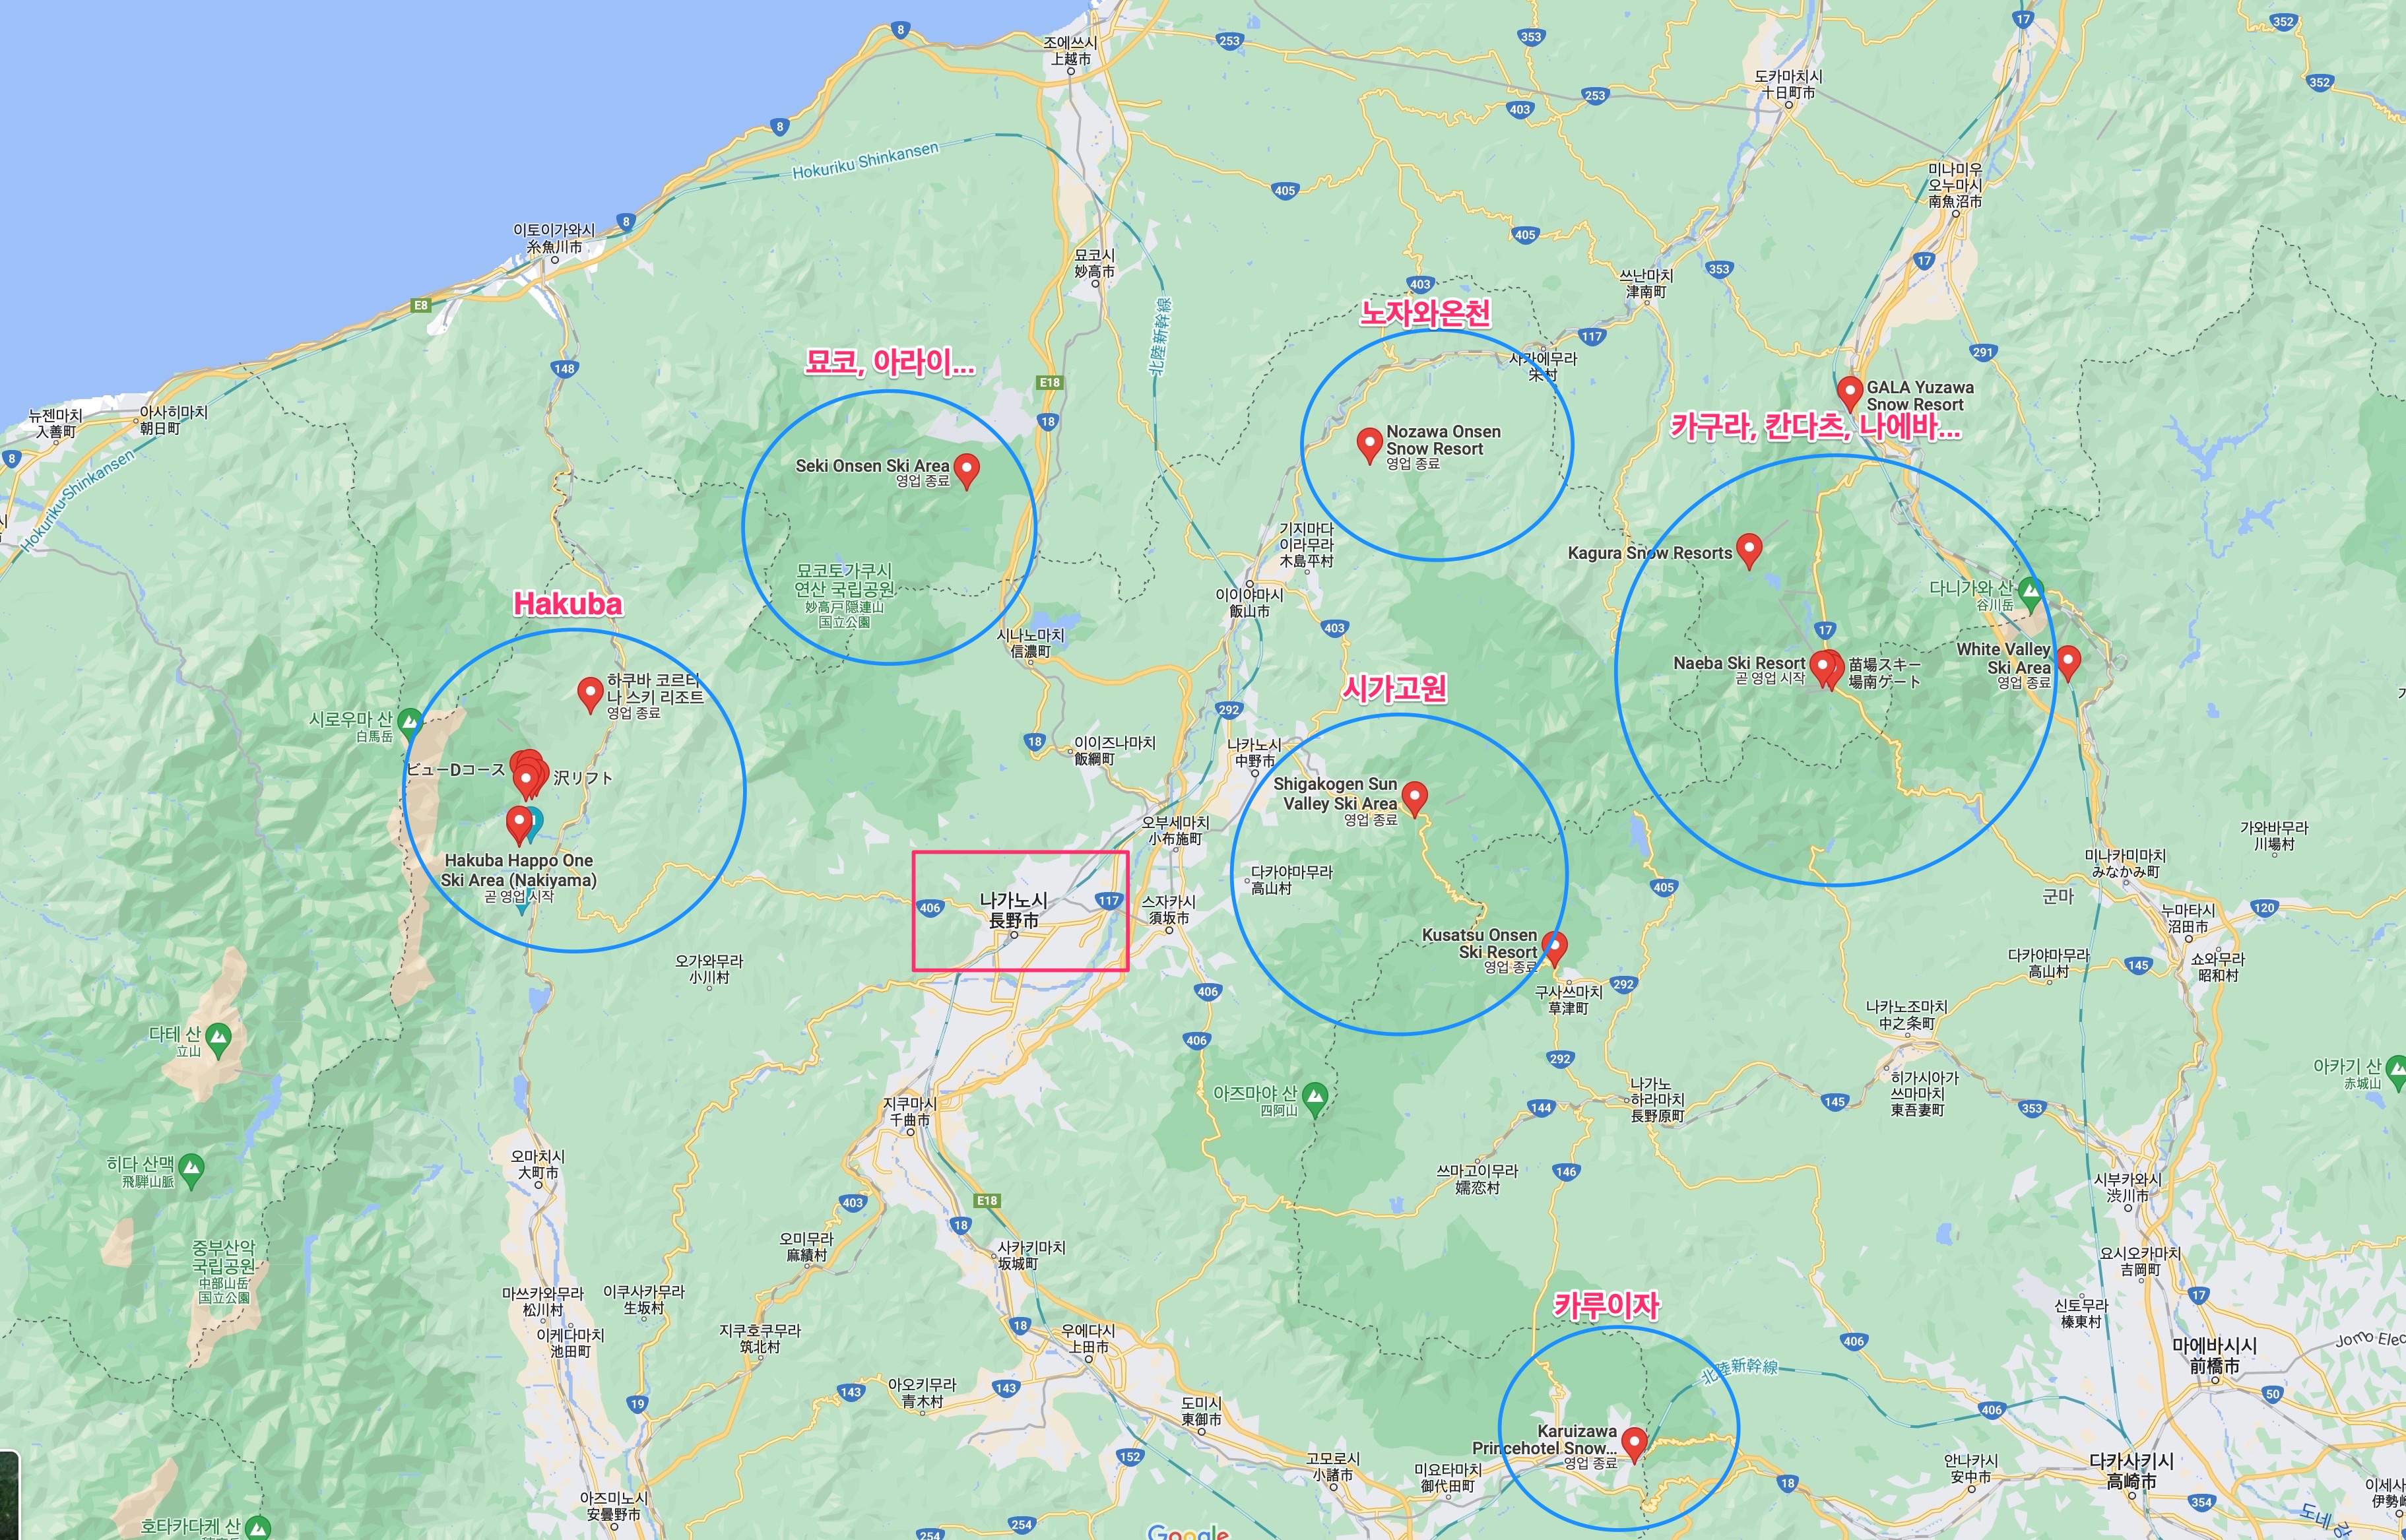 8
253
353
17
352
조에쓰시
上越市
도카마치시
十日町市
352
403
253
8
Hokuriku Shinkansen
미나미우
오누마시
南魚沼市
405
8
이토이가와시
糸魚川市
405
묘코시
妙高市
17
353
쓰난마치
津南町
403
E8
北陸新幹線
노자와온천
117
148
묘코, 아라이...
사카에무라
栄村
291
E18
GALA Yuzawa
Snow Resort
뉴젠마치
入善町
아사히마치
朝日町
18
카구라, 칸다츠, 나에바...
8
Hokuriku Shinkansen
Nozawa Onsen
Snow Resort
영업 종료
Seki Onsen Ski Area
영업 종료
시
기지마다
이라무라
木島平村
Kagura Snow Resorts
묘코토가쿠시
연산 국립공원
妙高戸隠連山
国立公園
다니가와 산
谷川岳
이이야마시
飯山市
Hakuba
시나노마치
信濃町
403
17
White Valley
Ski Area
영업 종료
Naeba Ski Resort
곧 영업 시작
苗場スキー
場南ゲート
시가고원
하쿠바 코르티
나 스키 리조트
영업 종료
시로우마 산
白馬岳
292
18
이이즈나마치
飯綱町
나카노시
中野市
ビューDコース
沢リフト
Shigakogen Sun
Valley Ski Area
영업 종료
오부세마치
小布施町
가와바무라
川場村
Hakuba Happo One
Ski Area (Nakiyama)
곧 영업 시작
미나카미마치
みなかみ町
다카야마무라
高山村
405
군마
406
나가노시
長野市
117
스자카시
須坂市
누마타시
沼田市
120
Kusatsu Onsen
Ski Resort
영업 종료
오가와무라
小川村
다카야마무라
高山村
145
쇼와무라
昭和村
406
구사쓰마치
草津町
292
나카노조마치
中之条町
다테 산
立山
406
292
아카기 산
赤城山
아즈마야 산
四阿山
지쿠마시
千曲市
144
나가노
하라마치
長野原町
145
히가시아가
쓰마마치
東吾妻町
353
히다 산맥
飛騨山脈
오마치시
大町市
쓰마고이무라
嬬恋村
146
시부카와시
渋川市
403
E18
18
오미무라
麻績村
사카키마치
坂城町
중부산악
국립공원
中部山岳
国立公園
요시오카마치
吉岡町
마쓰카와무라
松川村
이쿠사카무라
生坂村
카루이자
신토무라
榛東村
17
이케다마치
池田町
지쿠호쿠무라
筑北村
18
우에다시
上田市
406
마에바시시
前橋市
Jomo Elec
北陸新幹線
143
아오키무라
青木村
143
50
19
도미시
東御市
406
Karuizawa
Princehotel Snow...
영업 종료
152
고모로시
小諸市
미요타마치
御代田町
18
안나카시
安中市
다카사키시
高崎市
354
이세사
伊勢崎
아즈미노시
安曇野市
호타카다케 산
254
254
Google
도네 강